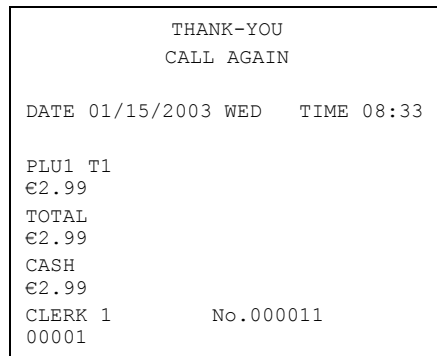 THANK-YOU
CALL AGAIN
DATE 01/15/2003 WED TIME 08:33
PLU1 T1
€2.99
TOTAL
€2.99
CASH
€2.99
CLERK 1 No.000011
00001